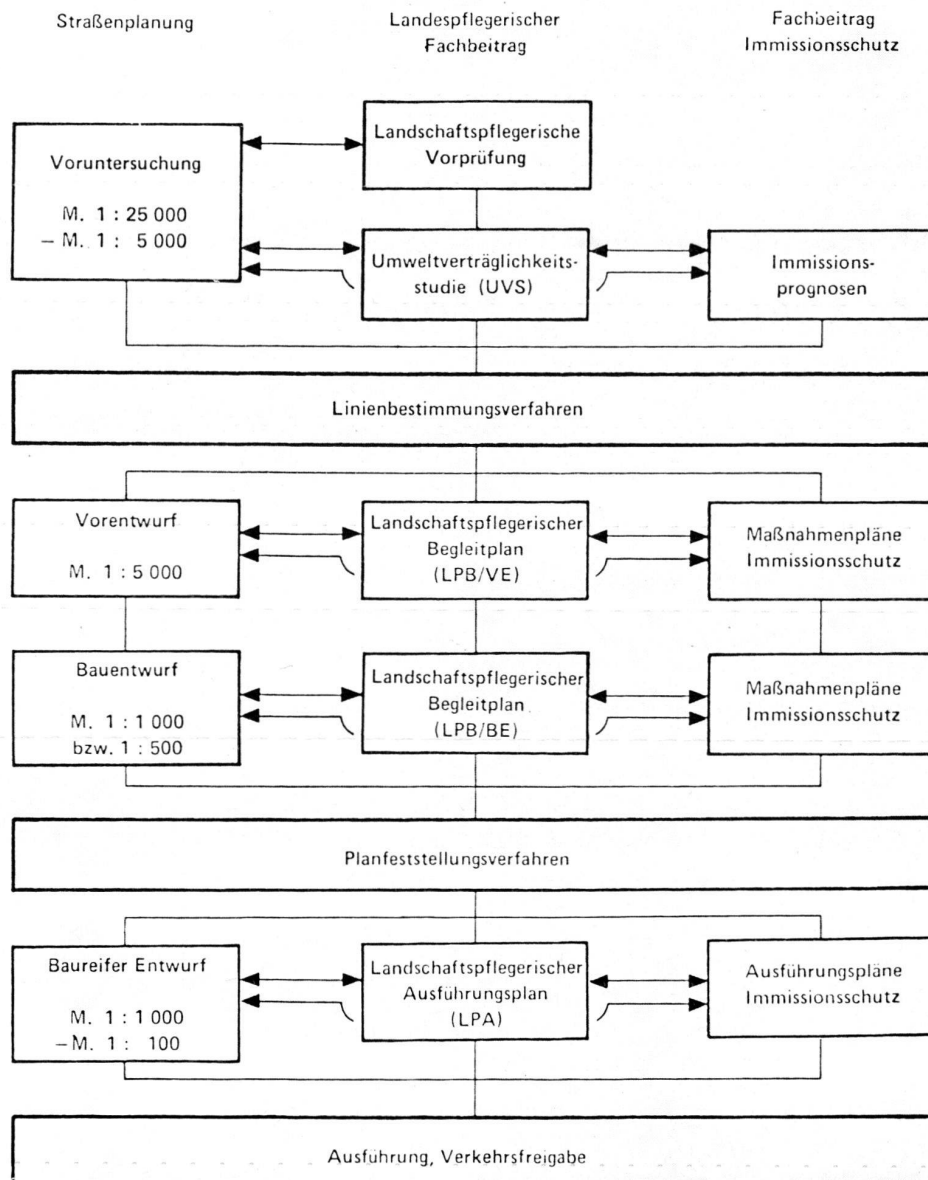 Straßenplanung
Landespflegerischer
Fachbeitrag
Fachbeitrag
Immissionsschutz
Voruntersuchung
M. 1 : 25 000
– M. 1 : 5 000
Landschaftspflegerische
Vorprüfung
Umweltverträglichkeits-
studie (UVS)
Immissions-
prognosen
Linienbestimmungsverfahren
Vorentwurf
M. 1 : 5 000
Landschaftspflegerischer
Begleitplan
(LPB/VE)
Maßnahmenpläne
Immissionsschutz
Bauentwurf
M. 1 : 1 000
bzw. 1 : 500
Landschaftspflegerischer
Begleitplan
(LPB/BE)
Maßnahmenpläne
Immissionsschutz
Planfeststellungsverfahren
Baureifer Entwurf
M. 1 : 1 000
–M. 1 : 100
Landschaftspflegerischer
Ausführungsplan
(LPA)
Ausführungspläne
Immissionsschutz
Ausführung, Verkehrsfreigabe